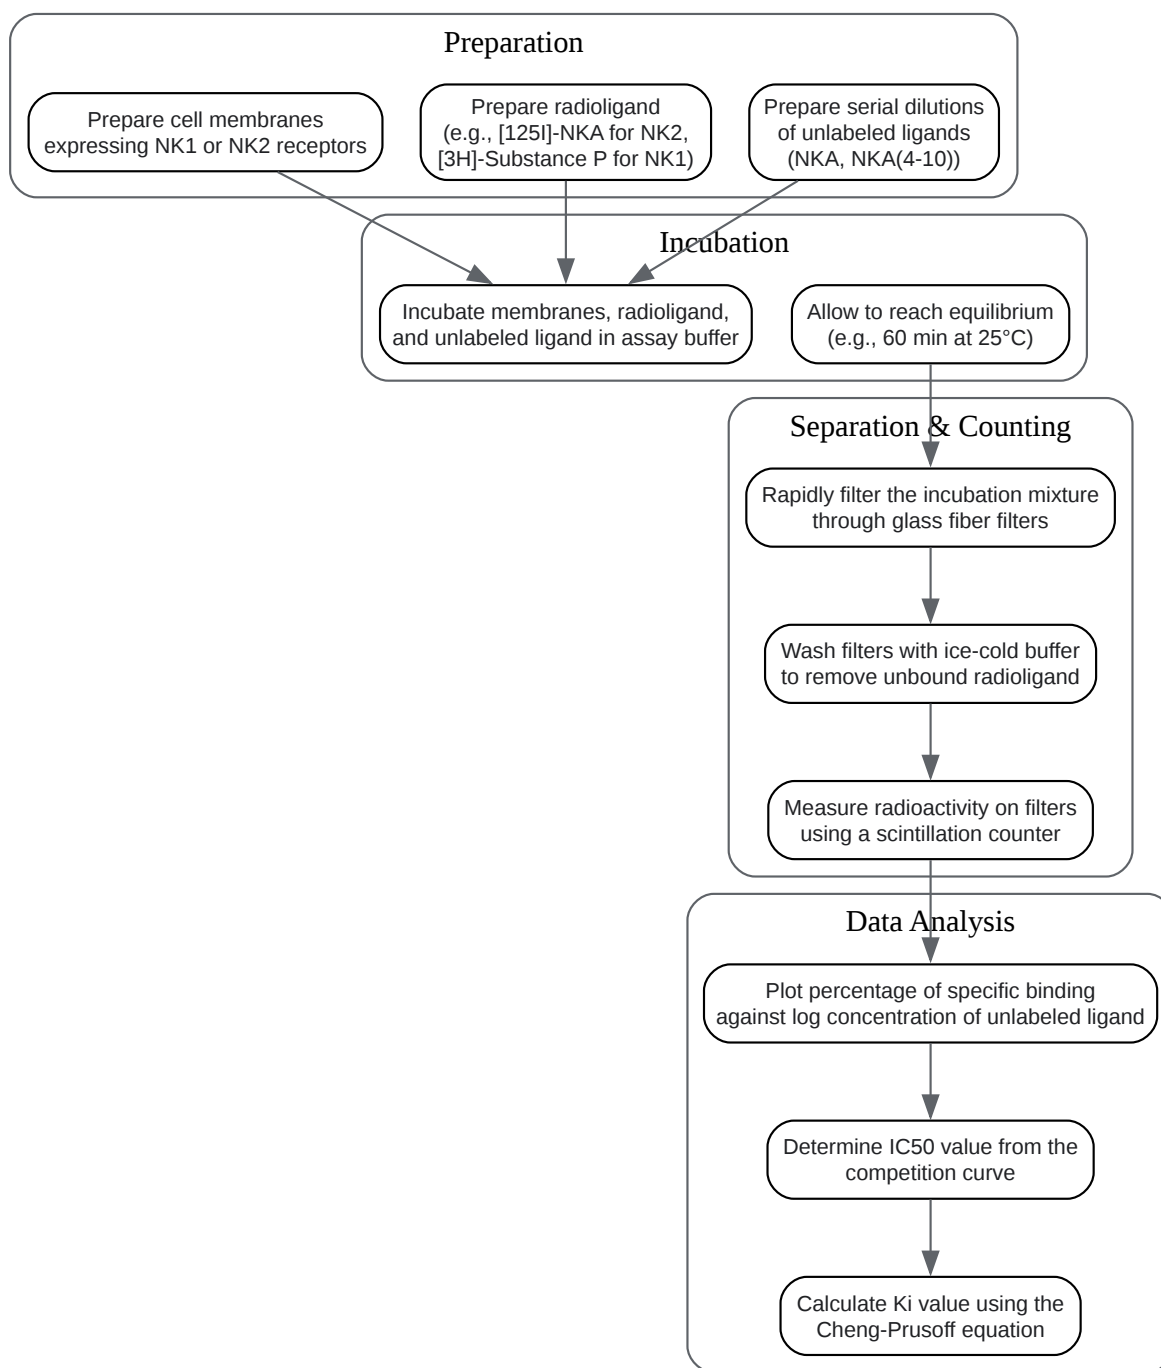 Preparation
Prepare cell membranes
expressing NK1 or NK2 receptors
Prepare radioligand
(e.g., [125I]-NKA for NK2,
[3H]-Substance P for NK1)
Prepare serial dilutions
of unlabeled ligands
(NKA, NKA(4-10))
Incubation
Incubate membranes, radioligand,
and unlabeled ligand in assay buffer
Allow to reach equilibrium
(e.g., 60 min at 25°C)
Separation & Counting
Rapidly filter the incubation mixture
through glass fiber filters
Wash filters with ice-cold buffer
to remove unbound radioligand
Measure radioactivity on filters
using a scintillation counter
Data Analysis
Plot percentage of specific binding
against log concentration of unlabeled ligand
Determine IC50 value from the
competition curve
Calculate Ki value using the
Cheng-Prusoff equation